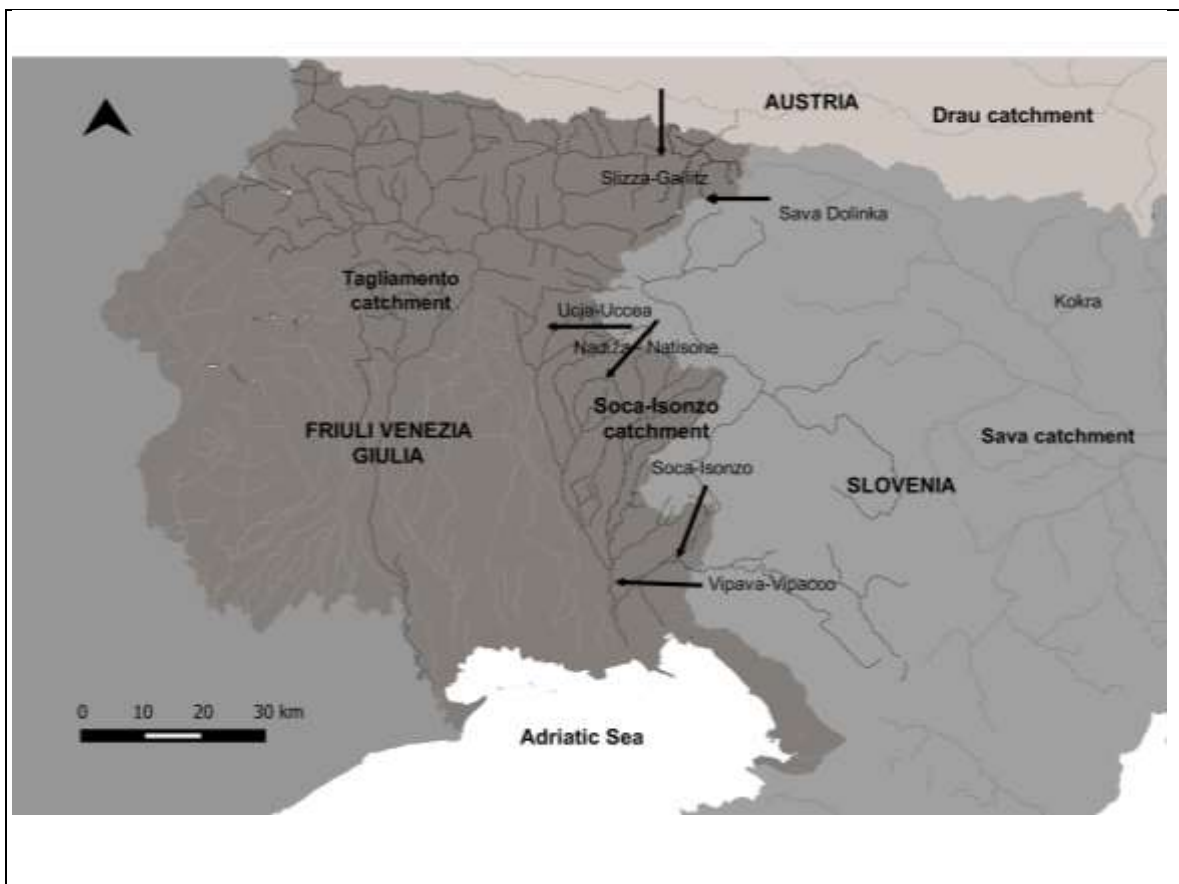 AUSTRIA
Drau catchment
Slizza-Gailitz
Sava Dolinka
Tagliamento
catchment
Kokra
Ucja-Uccea
Nadiža - Natisone
Soca-Isonzo
catchment
FRIULI VENEZIA
GIULIA
Sava catchment
Soca-Isonzo
SLOVENIA
Vipava-Vipacco
0 10 20 30 km
Adriatic Sea